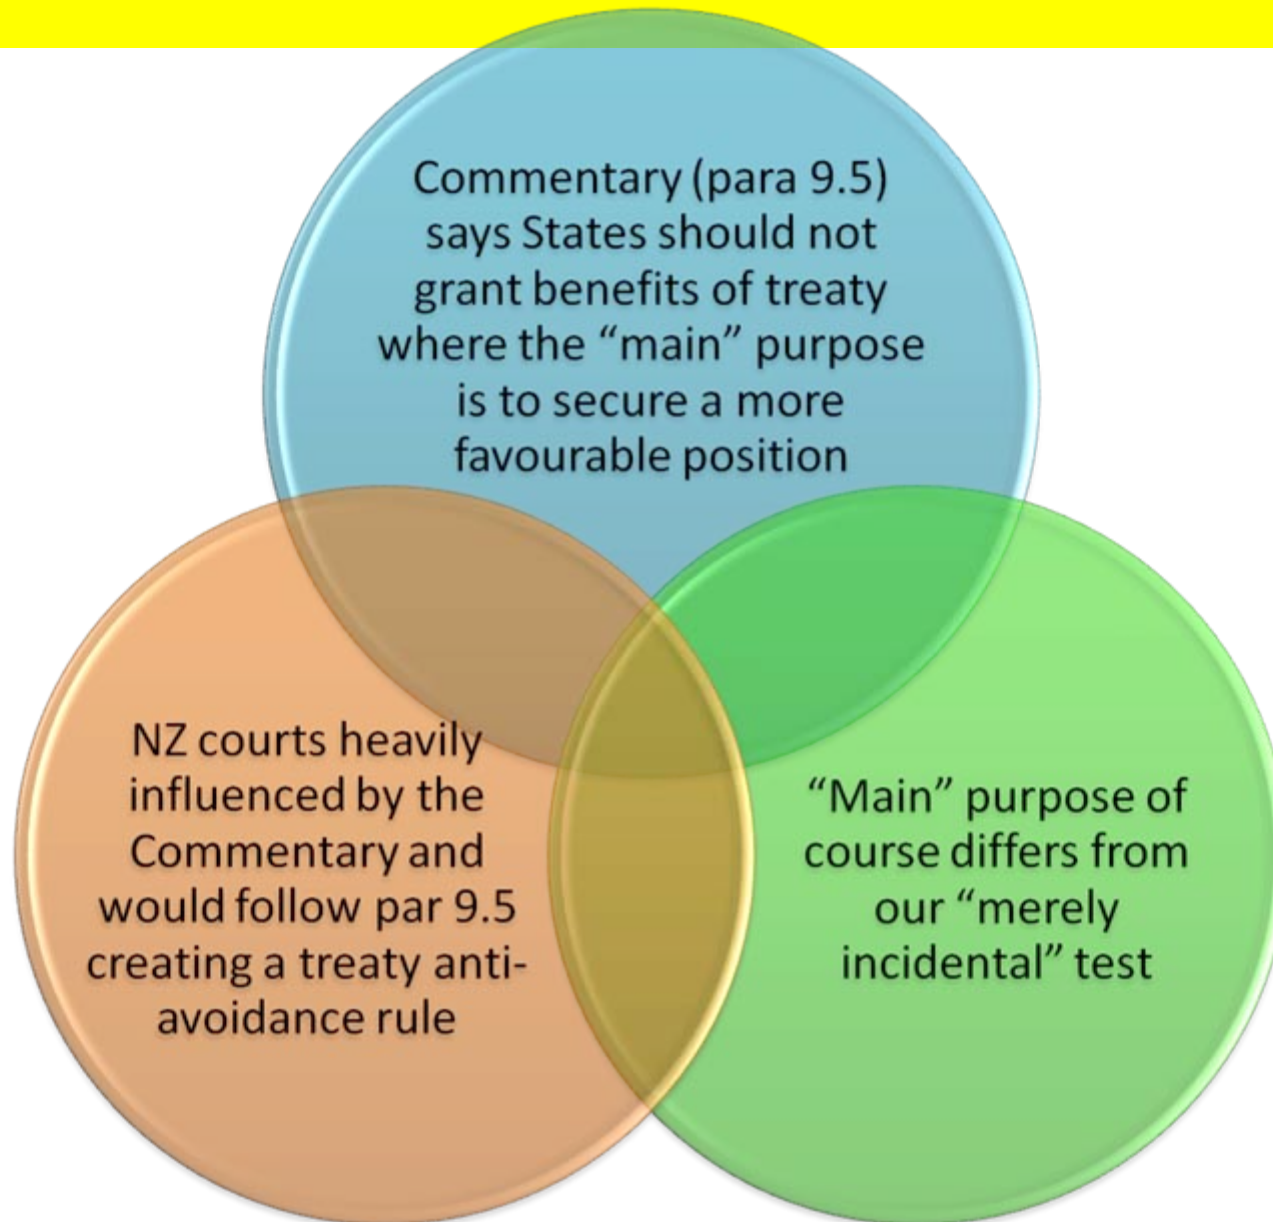 Commentary (para 9.5)
says States should not
grant benefits of treaty
where the “main” purpose
is to secure a more
favourable position
NZ courts heavily
influenced by the
Commentary and
would follow par 9.5
creating a treaty anti-
avoidance rule
“Main” purpose of
course differs from
our “merely
incidental” test